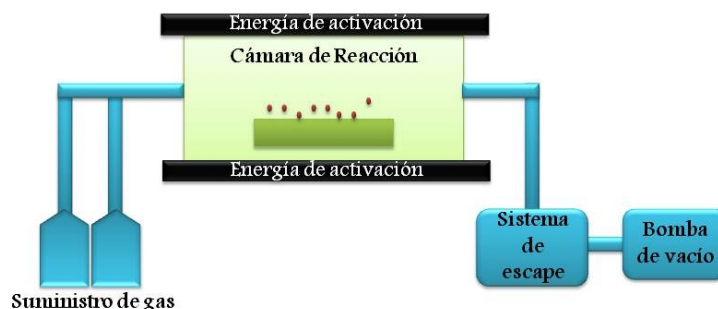 Energía de activación
Cámara de Reacción
Energía de activación
Sistema
de
escape
Bomba
de vacío
Suministro de gas